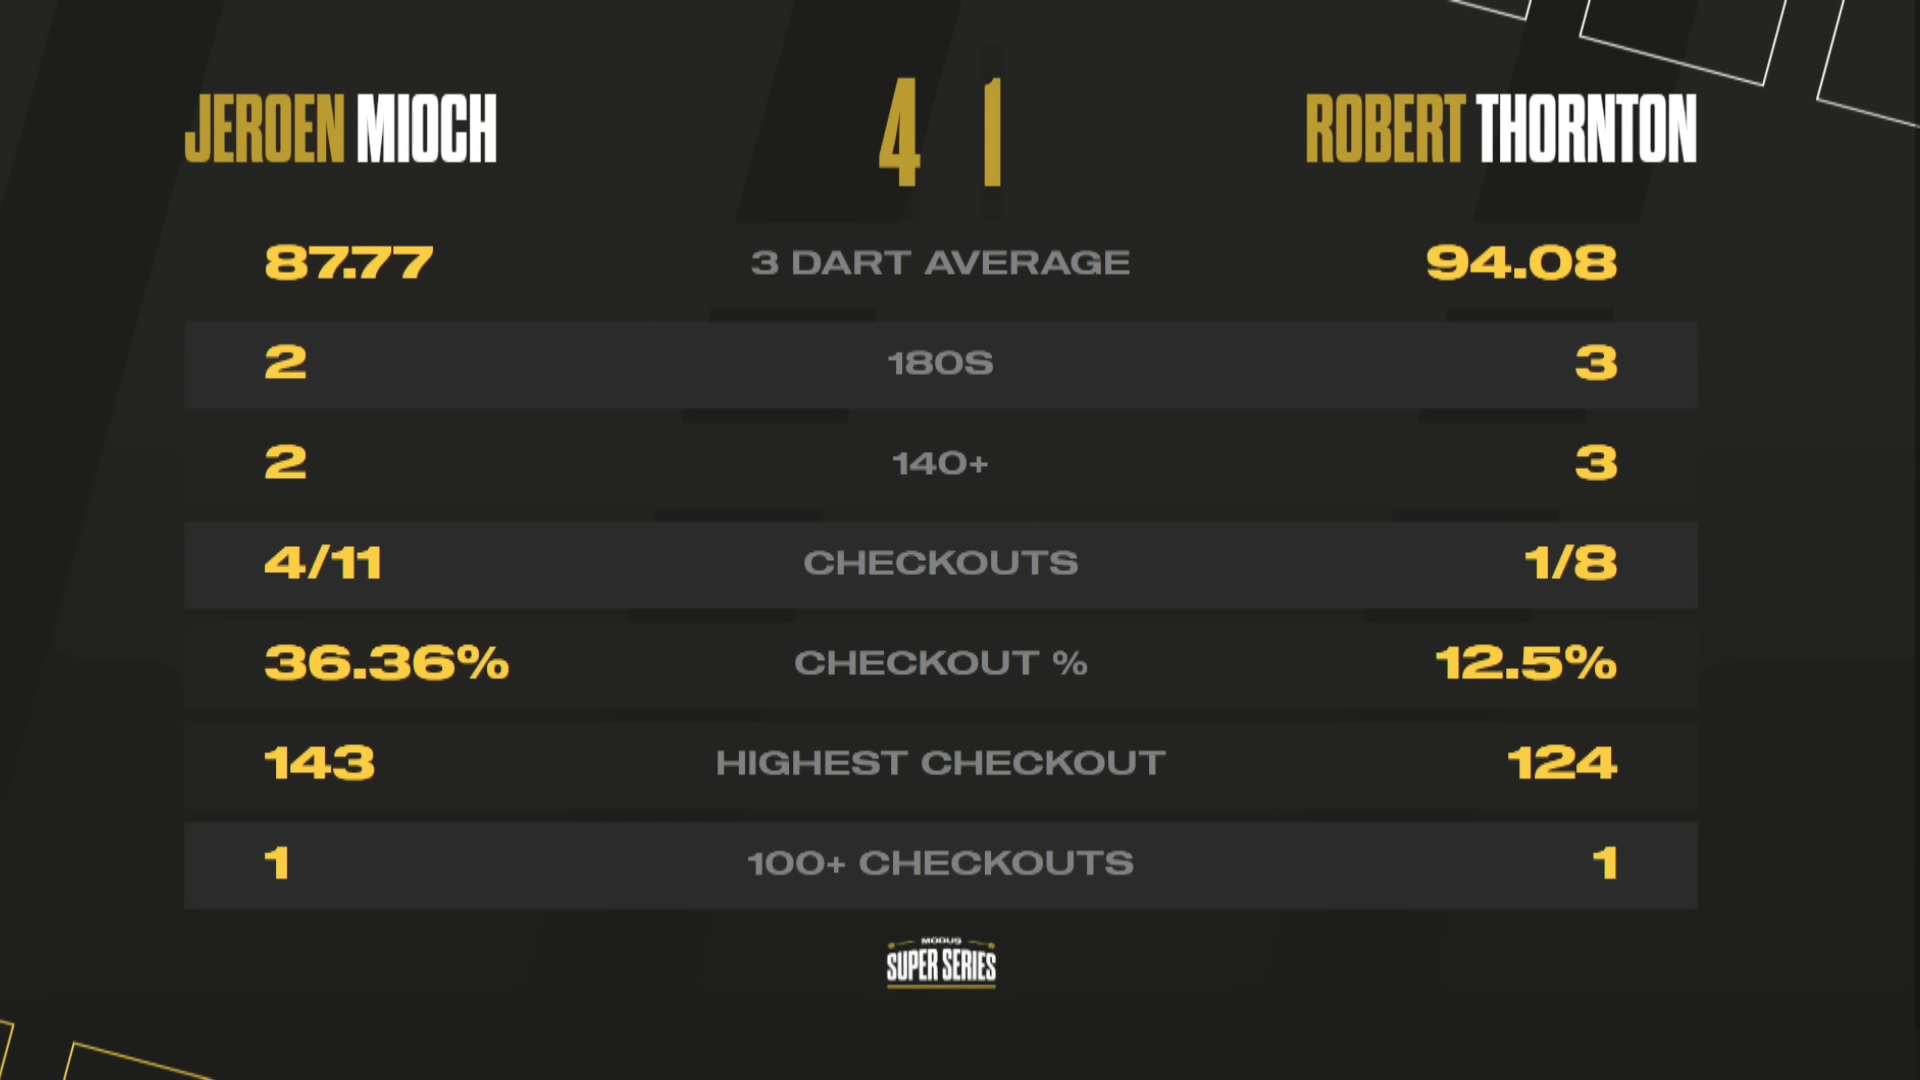 JEROEN MIOCH 4 1 ROBERT THORNTON
87.77 3 DART AVERAGE 94.08
2 180S 3
2 140+ 3
4/11 CHECKOUTS 1/8
36.36% CHECKOUT % 12.5%
143 HIGHEST CHECKOUT 124
1 100+ CHECKOUTS 1
MODUS
SUPER SERIES